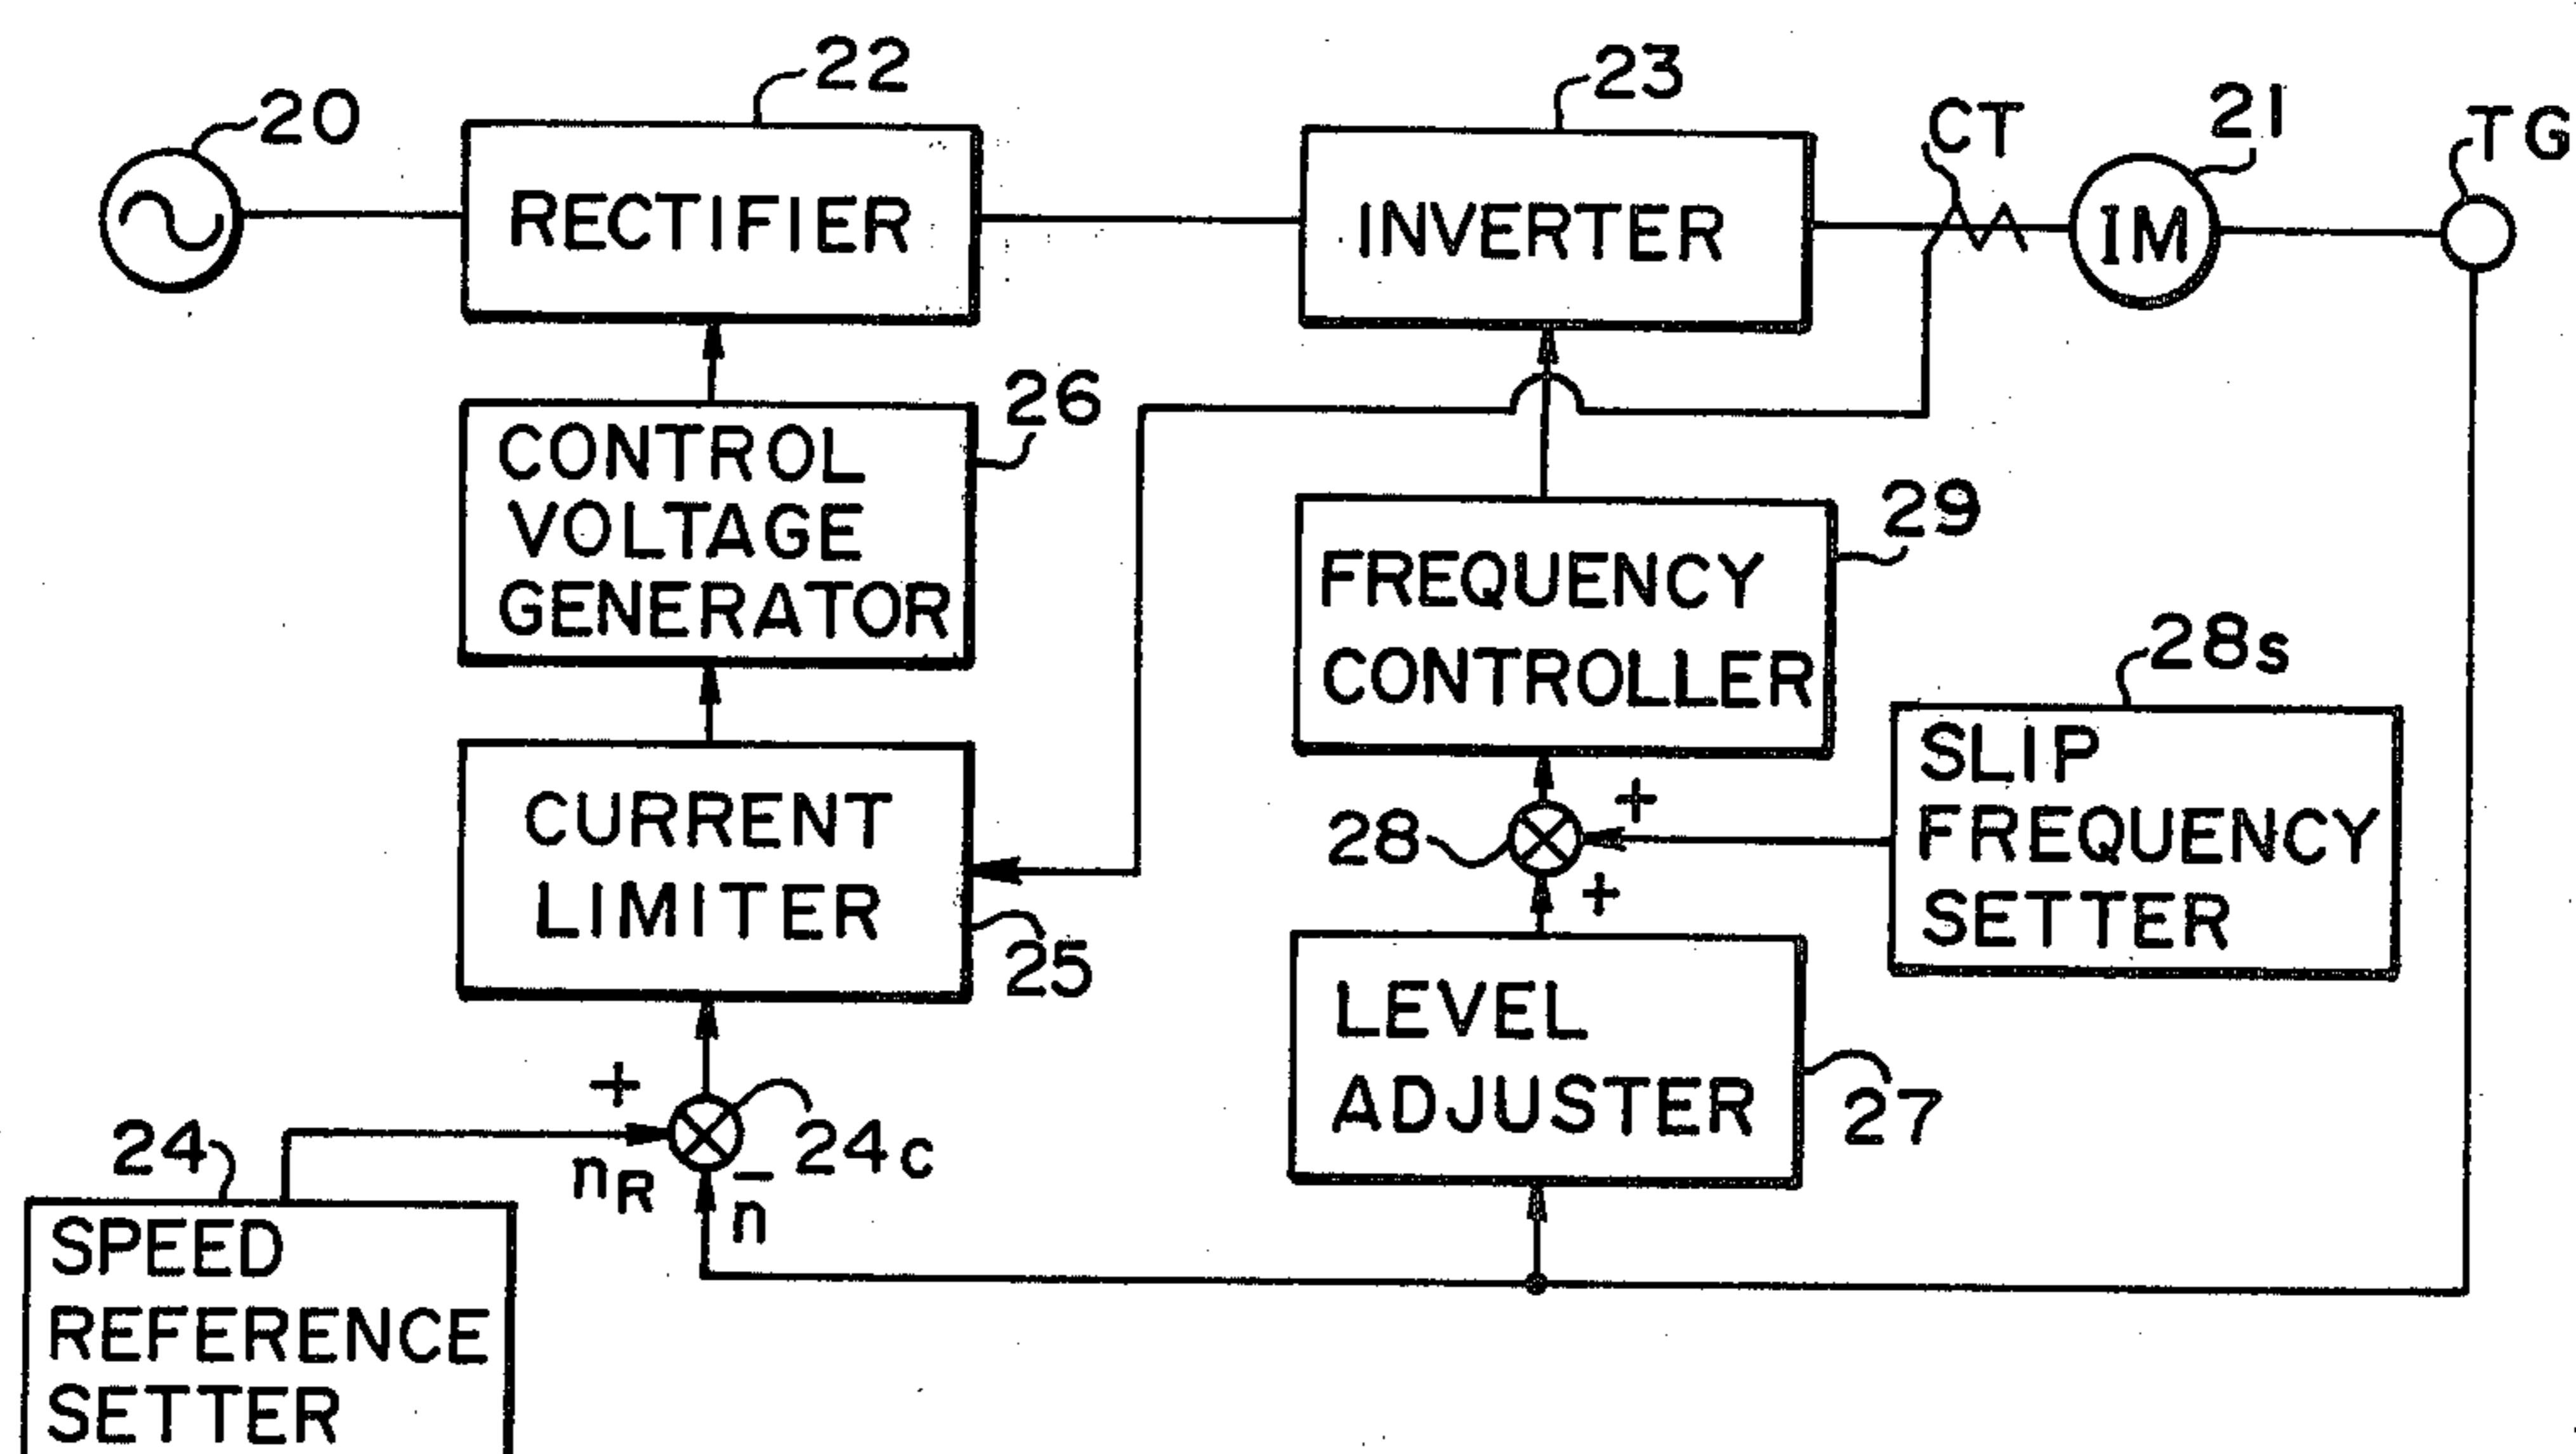 20
22
23
CT
21
TG
RECTIFIER
INVERTER
IM
26
CONTROL
VOLTAGE
GENERATOR
29
FREQUENCY
CONTROLLER
28s
SLIP
FREQUENCY
SETTER
CURRENT
LIMITER
25
28
+
+
LEVEL
ADJUSTER
27
24
+
nR
24c
−
n
SPEED
REFERENCE
SETTER